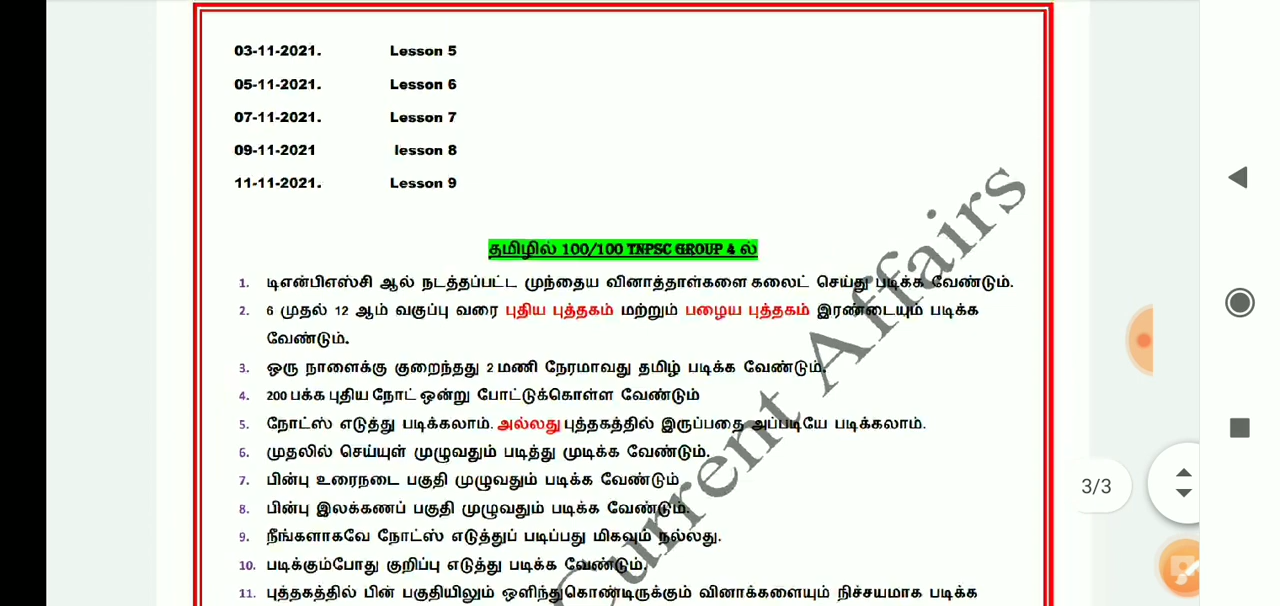 03-11-2021. Lesson 5
05-11-2021. Lesson 6
07-11-2021. Lesson 7
09-11-2021 lesson 8
11-11-2021. Lesson 9
தமிழில் 100/100 TNPSC GROUP 4 ல்
1. டிஎன்பிஎஸ்சி ஆல் நடத்தப்பட்ட முந்தைய வினாத்தாள்களை கலைட் செய்து படிக்க வேண்டும்.
2. 6 முதல் 12 ஆம் வகுப்பு வரை புதிய புத்தகம் மற்றும் பழைய புத்தகம் இரண்டையும் படிக்க
வேண்டும்.
3. ஒரு நாளைக்கு குறைந்தது 2 மணி நேரமாவது தமிழ் படிக்க வேண்டும்.
4. 200 பக்க புதிய நோட் ஒன்று போட்டுக்கொள்ள வேண்டும்
5. நோட்ஸ் எடுத்து படிக்கலாம். அல்லது புத்தகத்தில் இருப்பதை அப்படியே படிக்கலாம்.
6. முதலில் செய்யுள் முழுவதும் படித்து முடிக்க வேண்டும்.
7. பின்பு உரைநடை பகுதி முழுவதும் படிக்க வேண்டும்
8. பின்பு இலக்கணப் பகுதி முழுவதும் படிக்க வேண்டும்.
9. நீங்களாகவே நோட்ஸ் எடுத்துப் படிப்பது மிகவும் நல்லது.
10. படிக்கும்போது குறிப்பு எடுத்து படிக்க வேண்டும்.
11. புத்தகத்தில் பின் பகுதியிலும் ஒளிந்துகொண்டிருக்கும் வினாக்களையும் நிச்சயமாக படிக்க
Current Affairs
3/3